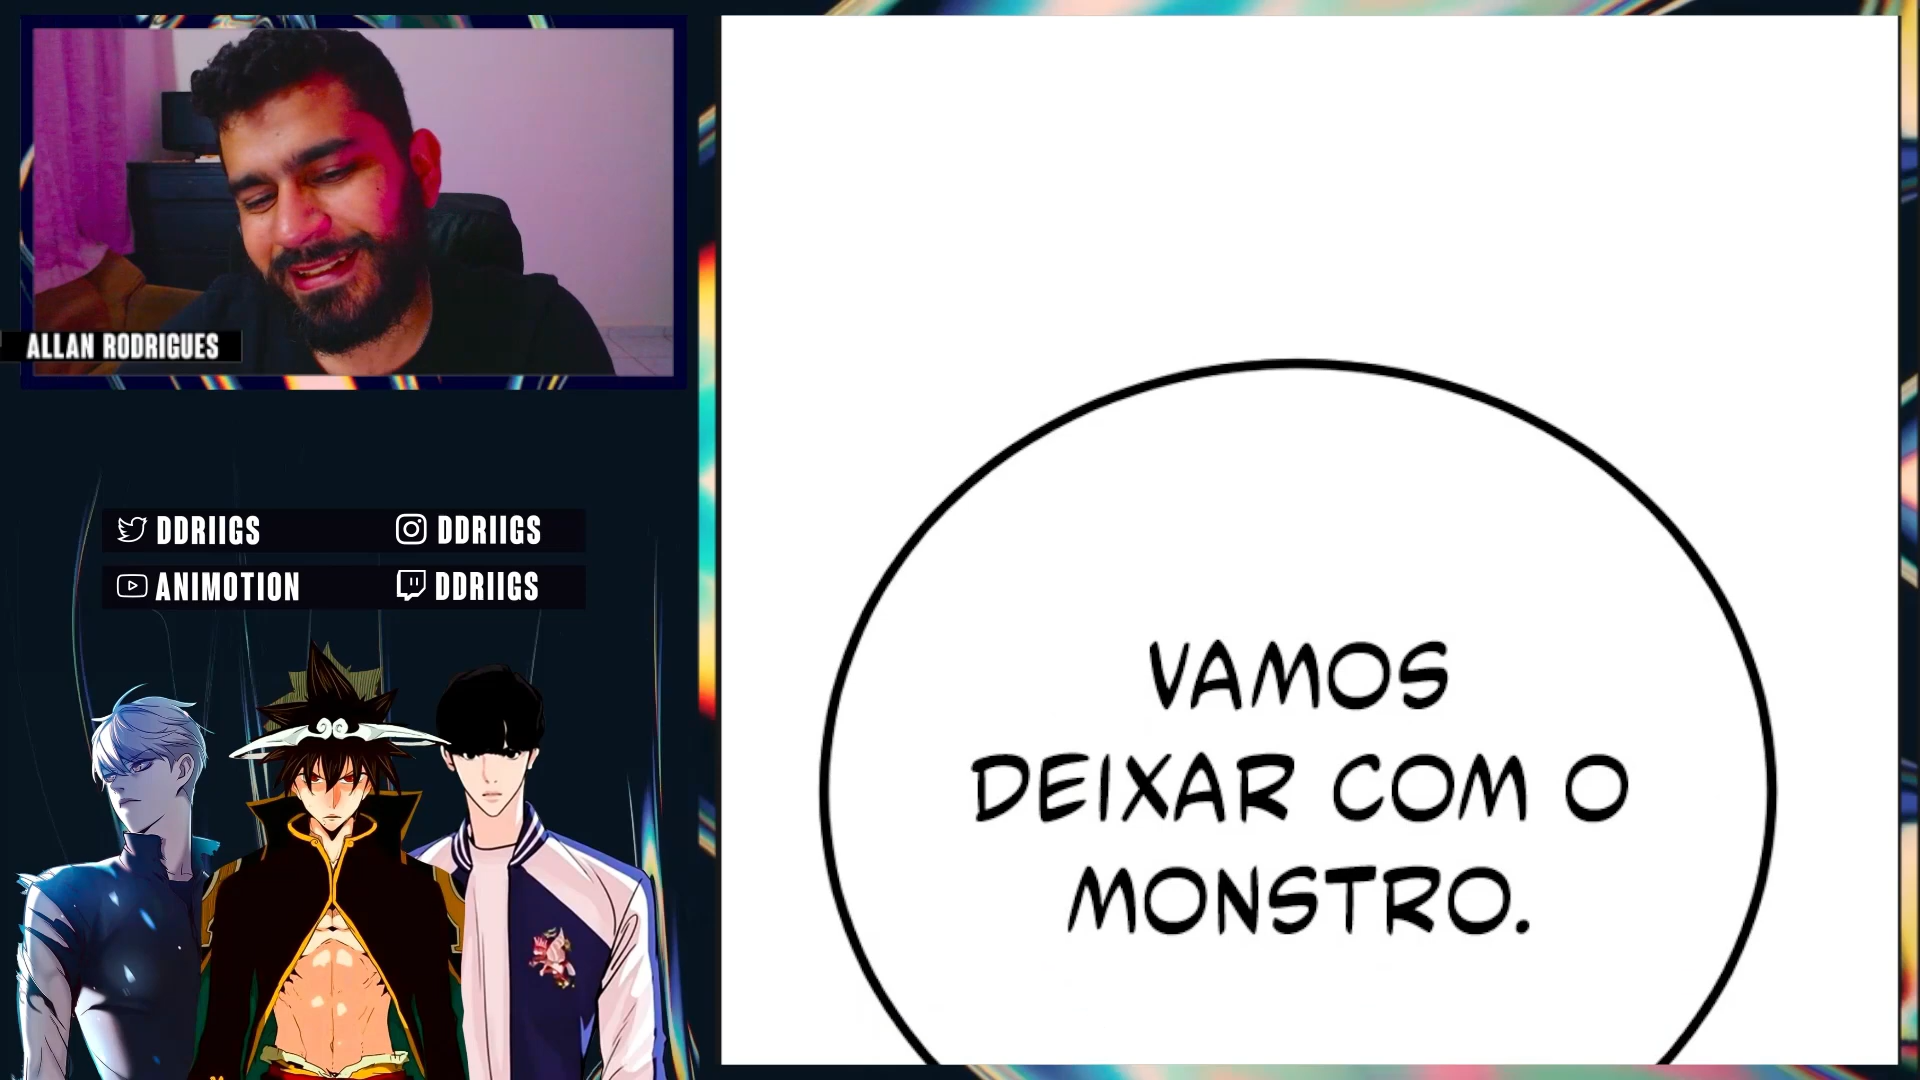 ALLAN RODRIGUES
DDRIIGS
DDRIIGS
ANIMOTION
DDRIIGS
VAMOS
DEIXAR COM O
MONSTRO.